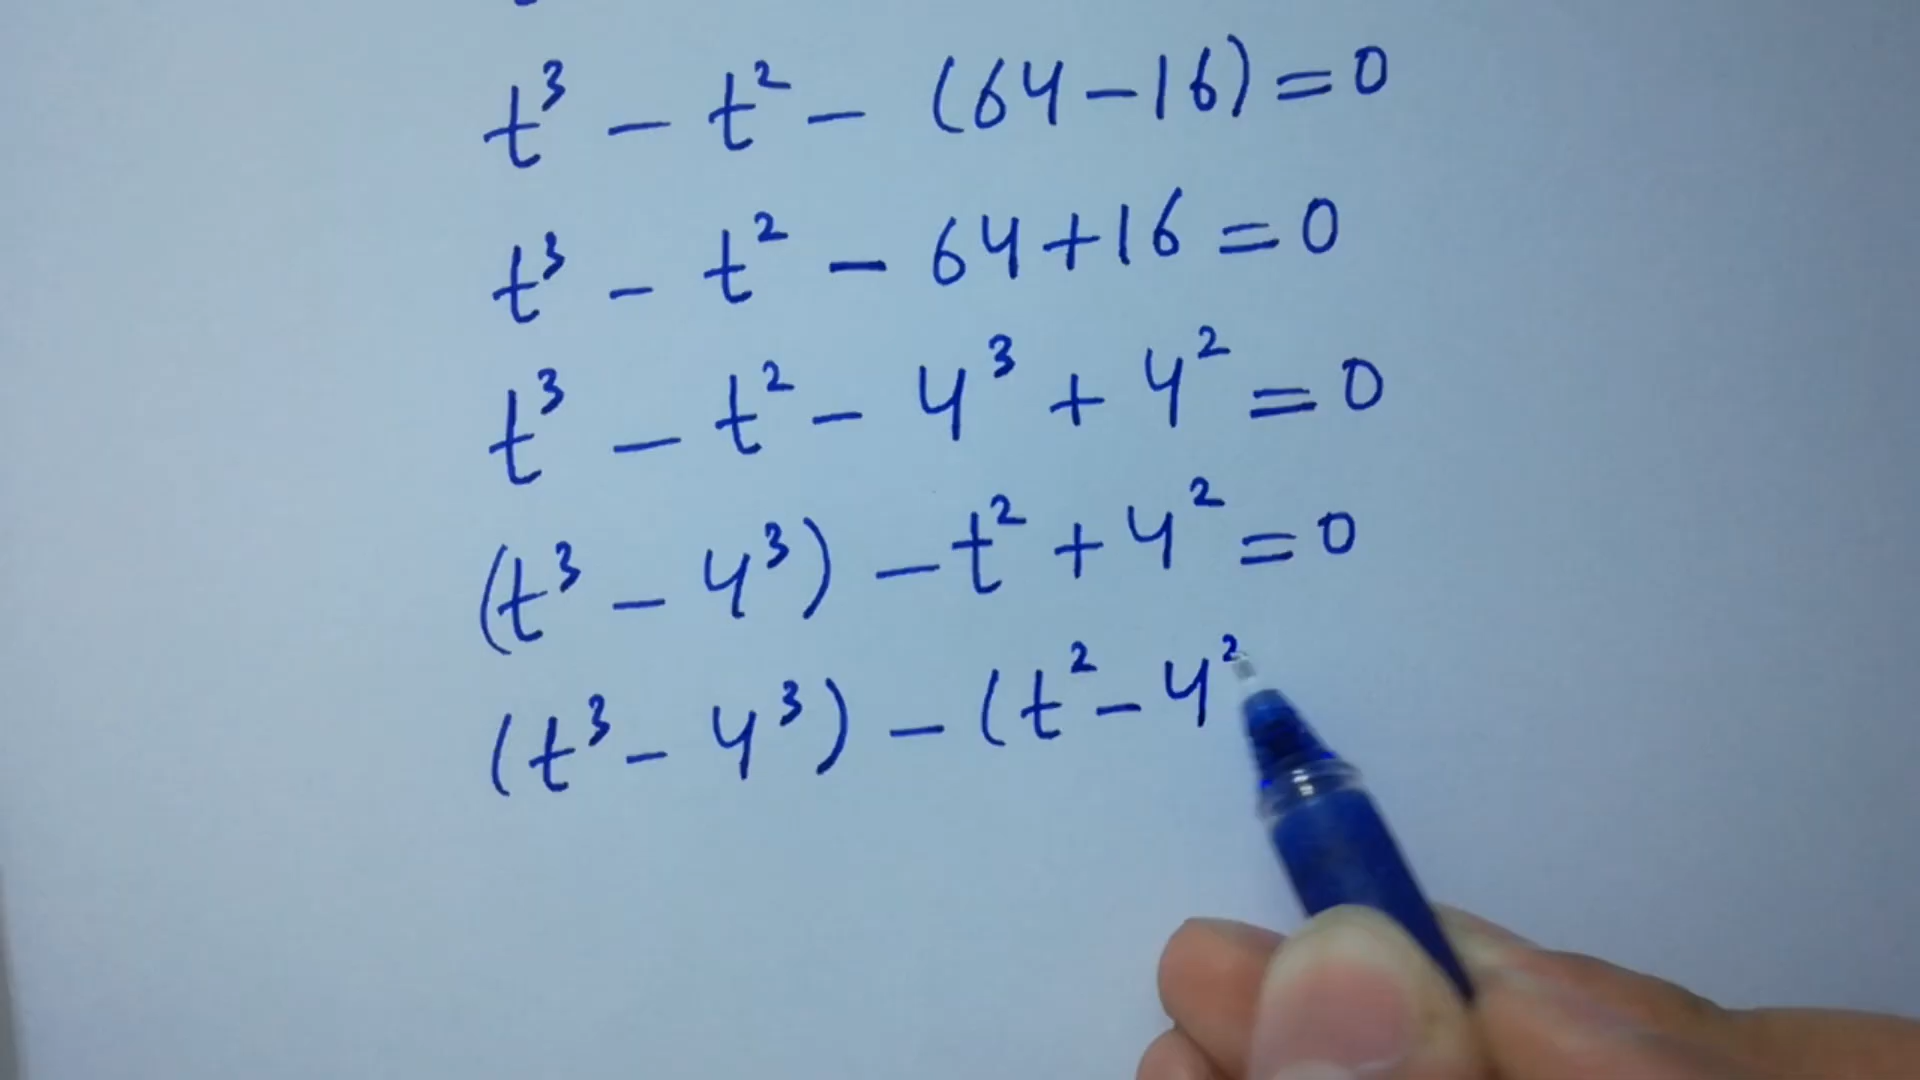 t³ - t² - (64-16)=0
t³ - t² - 64+16=0
t³ - t² - 4³ + 4² = 0
(t³ - 4³) - t² + 4² = 0
(t³ - 4³) - (t² - 4²